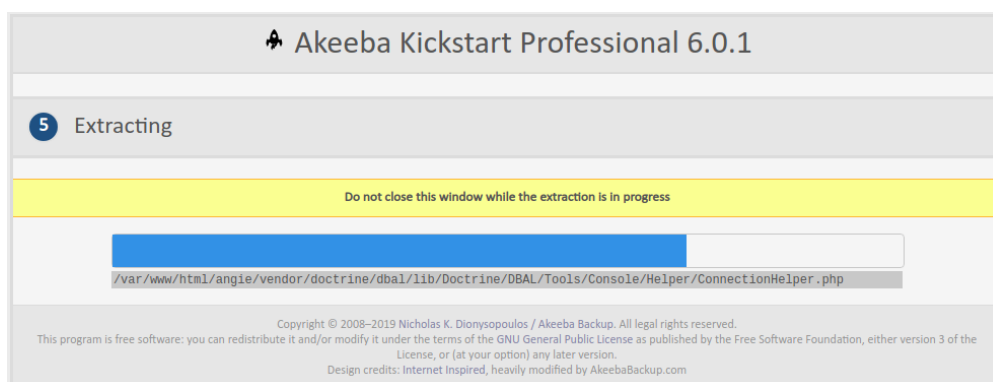 Akeeba Kickstart Professional 6.0.1
5 Extracting
Do not close this window while the extraction is in progress
/var/www/html/angie/vendor/doctrine/dbal/lib/Doctrine/DBAL/Tools/Console/Helper/ConnectionHelper.php
Copyright © 2008–2019 Nicholas K. Dionysopoulos / Akeeba Backup. All legal rights reserved.
This program is free software: you can redistribute it and/or modify it under the terms of the GNU General Public License as published by the Free Software Foundation, either version 3 of the
License, or (at your option) any later version.
Design credits: Internet Inspired, heavily modified by AkeebaBackup.com